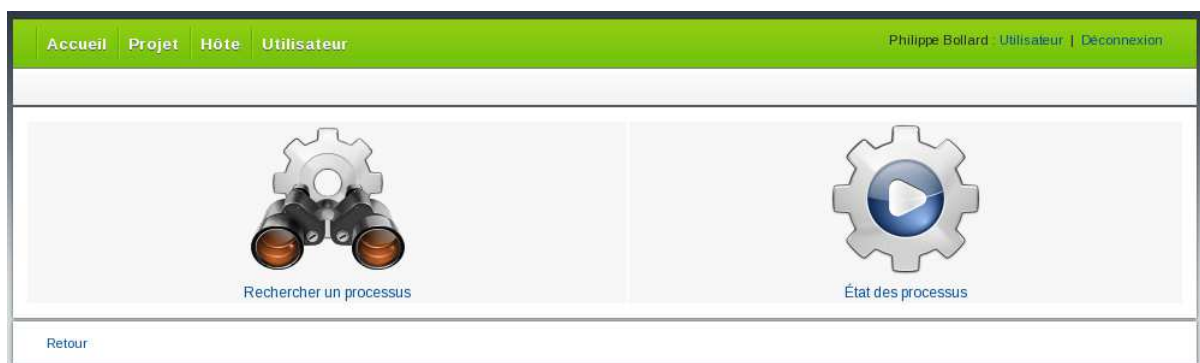 Accueil Projet Hôte Utilisateur Philippe Bollard : Utilisateur | Déconnexion
Rechercher un processus État des processus
Retour